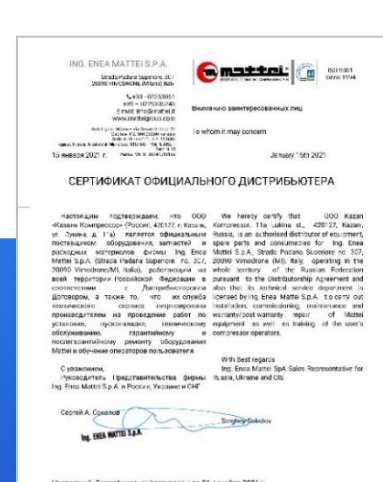 ING. ENEA MATTEI S.P.A.
Strada Padana Superiore, 307
20090 VIMODRONE (Milano) Italy
www.matteigroup.com
mattei
ISO 9001
Since 1994
Вниманию заинтересованных лиц
To whom it may concern
15 января 2021 г.
January 15th 2021
СЕРТИФИКАТ ОФИЦИАЛЬНОГО ДИСТРИБЬЮТЕРА
Настоящим подтверждаем, что ООО
«Казань Компрессор» (Россия, 420127, г. Казань,
ул. Лукина, д. 11а) является официальным
поставщиком оборудования, запчастей и
расходных материалов фирмы Ing. Enea
Mattei S.p.A. (Strada Padana Superiore no. 307,
20090 Vimodrone/MI, Italia), работающим на
всей территории Российской Федерации в
соответствии с Дистрибьюторским
Договором, а также то, что их служба
технического сервиса лицензирована
производителем на проведение работ по
установке, пусконаладке, техническому
обслуживанию, гарантийному и
послегарантийному ремонту оборудования
Mattei и обучение операторов пользователя.
We hereby certify that OOO Kazan
Kompressor, 11a Lukina st., 420127, Kazan,
Russia, is an authorised distributor of equipment,
spare parts and consumables for Ing. Enea
Mattei S.p.A., Strada Padana Superiore no 307,
20090 Vimodrone (MI), Italy, operating in the
whole territory of the Russian Federation
pursuant to the Distributorship Agreement and
also that its technical service department is
licensed by Ing. Enea Mattei S.p.A. to carry out
installation, commissioning, maintenance and
warranty/post warranty repair of Mattei
equipment as well as training of the user's
compressor operators.
С уважением,
Руководитель Представительства фирмы
Ing. Enea Mattei S.p.A. в России, Украине и СНГ
With Best regards
Ing. Enea Mattei SpA Sales Representative for
Russia, Ukraine and CIS
Сергей А. Соколов
Serghey Sokolov
Ing. ENEA MATTEI S.p.A.